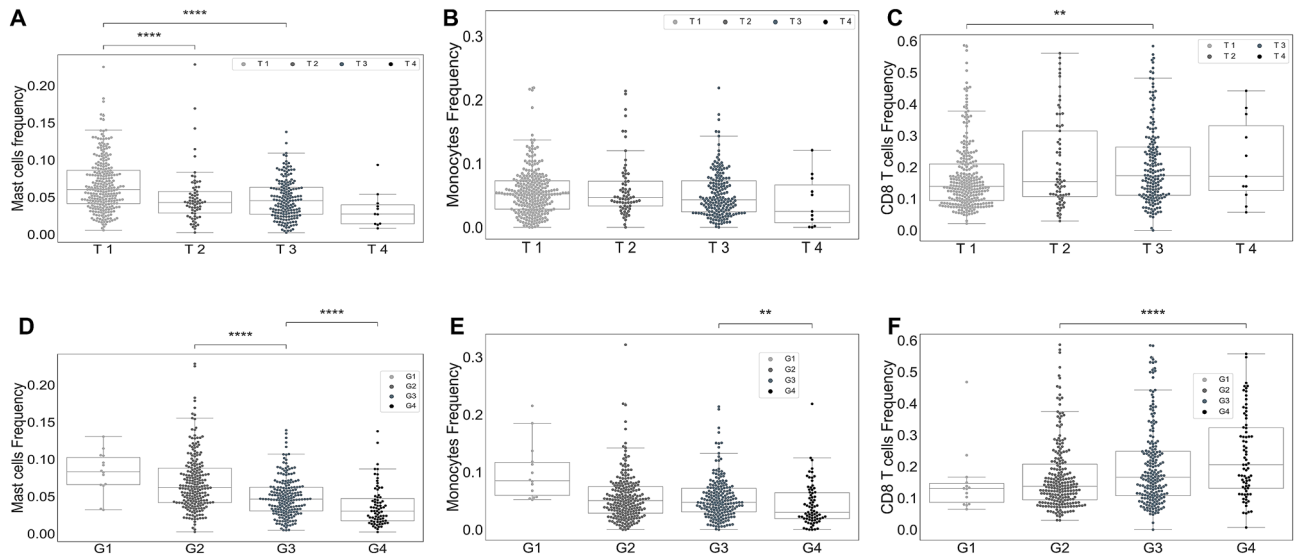 A
****
****
T 1 T 2 T 3 T 4
Mast cells frequency
0.20
0.15
0.10
0.05
0.00
T 1 T 2 T 3 T 4
B
T 1 T 2 T 3 T 4
Monocytes Frequency
0.3
0.2
0.1
0.0
T 1 T 2 T 3 T 4
C
**
T 1 T 3
T 2 T 4
CD8 T cells Frequency
0.6
0.5
0.4
0.3
0.2
0.1
0.0
T 1 T 2 T 3 T 4
D
****
****
G1
G2
G3
G4
Mast cells Frequency
0.20
0.15
0.10
0.05
0.00
G1 G2 G3 G4
E
**
G1
G2
G3
G4
Monocytes Frequency
0.3
0.2
0.1
0.0
G1 G2 G3 G4
F
****
G1
G2
G3
G4
CD8 T cells Frequency
0.6
0.5
0.4
0.3
0.2
0.1
0.0
G1 G2 G3 G4